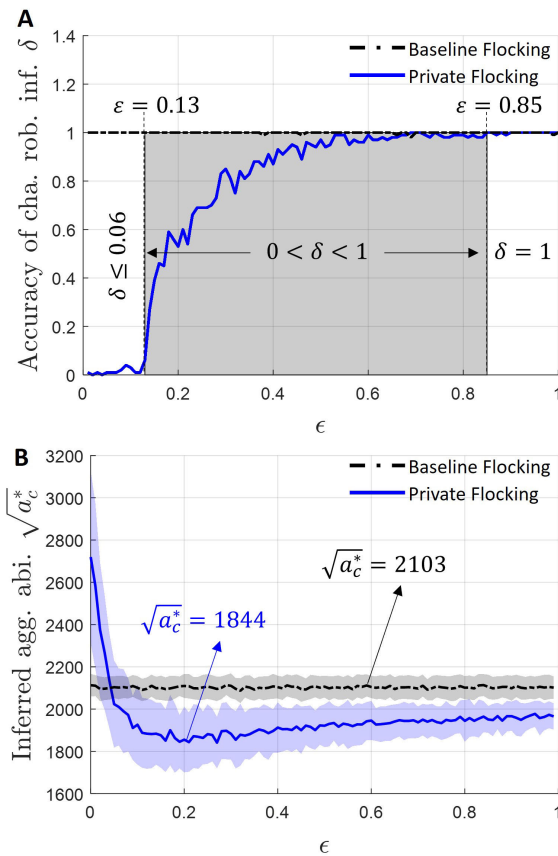 A
Accuracy of cha. rob. inf. δ
1.4
1.2
1
0.8
0.6
0.4
0.2
0
Baseline Flocking
Private Flocking
ε = 0.13
ε = 0.85
δ ≤ 0.06
0 < δ < 1
δ = 1
0 0.2 0.4 0.6 0.8 1
ϵ
B
Inferred agg. abi. √a_c^*
3200
3000
2800
2600
2400
2200
2000
1800
1600
Baseline Flocking
Private Flocking
√a_c^* = 2103
√a_c^* = 1844
0 0.2 0.4 0.6 0.8 1
ϵ